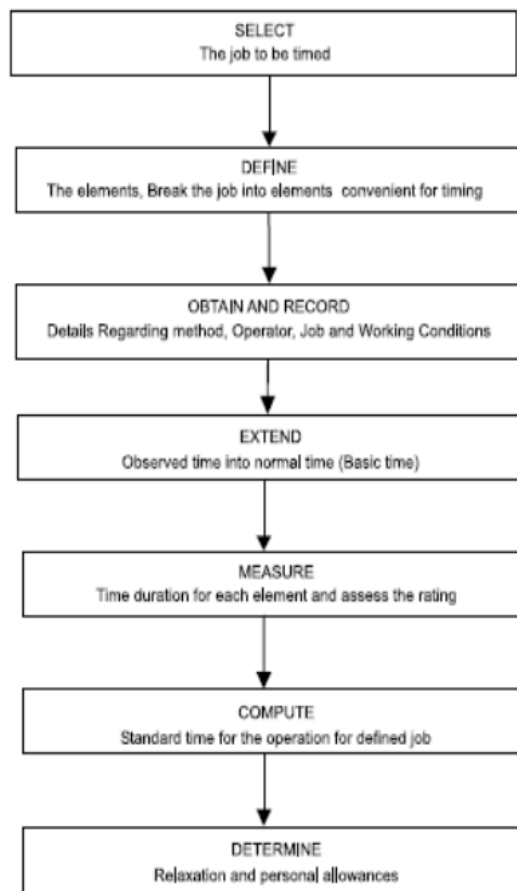 SELECT
The job to be timed
DEFINE
The elements, Break the job into elements convenient for timing
OBTAIN AND RECORD
Details Regarding method, Operator, Job and Working Conditions
EXTEND
Observed time into normal time (Basic time)
MEASURE
Time duration for each element and assess the rating
COMPUTE
Standard time for the operation for defined job
DETERMINE
Relaxation and personal allowances